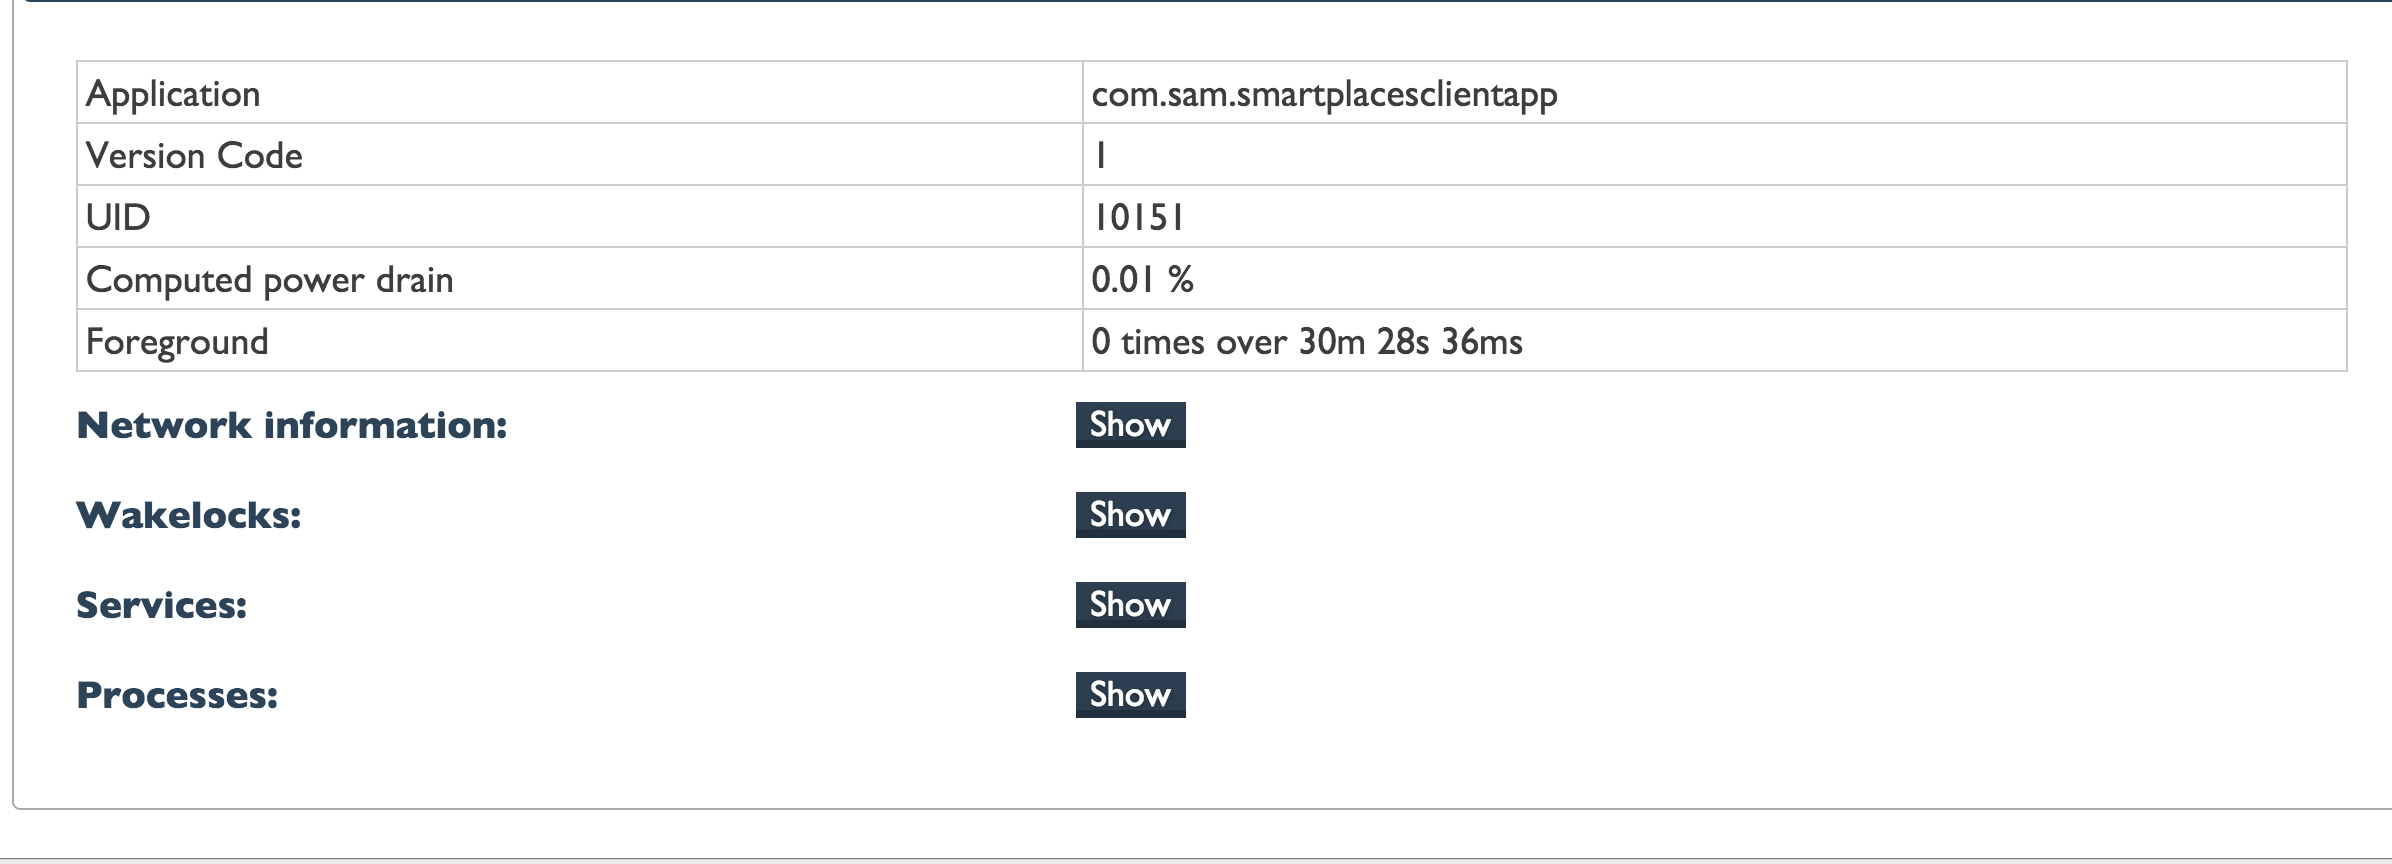 Application com.sam.smartplacesclientapp
Version Code 1
UID 10151
Computed power drain 0.01 %
Foreground 0 times over 30m 28s 36ms
Network information: Show
Wakelocks: Show
Services: Show
Processes: Show